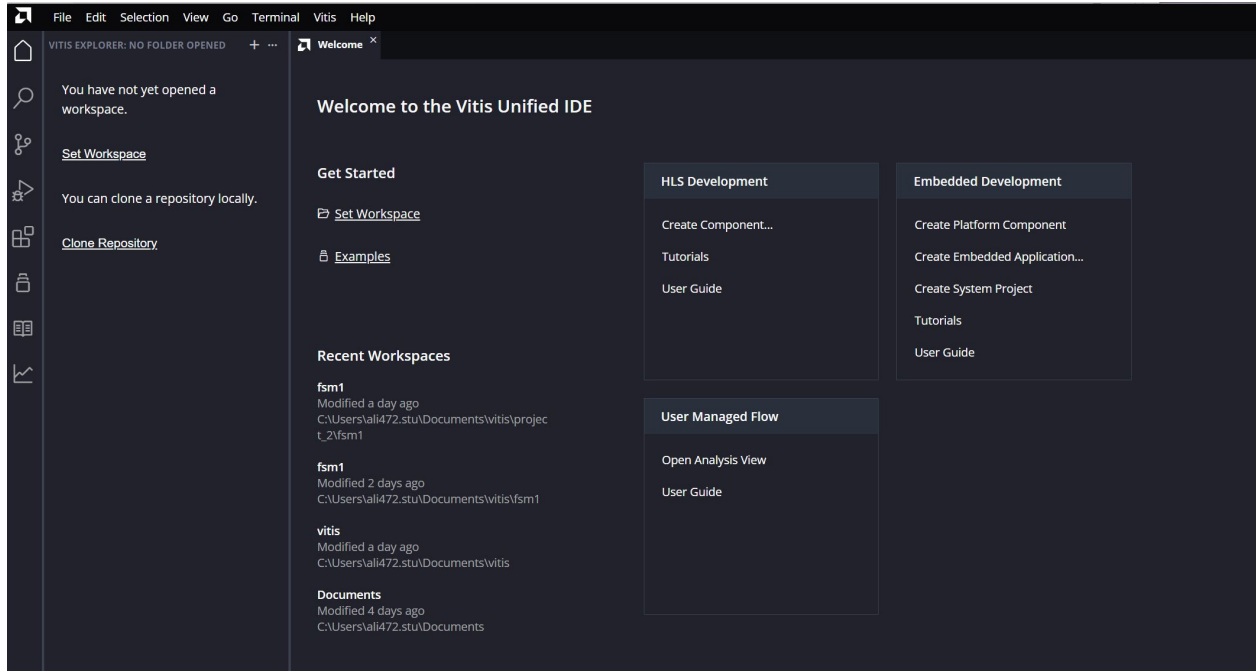 File Edit Selection View Go Terminal Vitis Help
VITIS EXPLORER: NO FOLDER OPENED
You have not yet opened a
workspace.
Set Workspace
You can clone a repository locally.
Clone Repository
Welcome
Welcome to the Vitis Unified IDE
Get Started
Set Workspace
Examples
Recent Workspaces
fsm1
Modified a day ago
C:\Users\ali472.stu\Documents\vitis\projec
t_2\fsm1
fsm1
Modified 2 days ago
C:\Users\ali472.stu\Documents\vitis\fsm1
vitis
Modified a day ago
C:\Users\ali472.stu\Documents\vitis
Documents
Modified 4 days ago
C:\Users\ali472.stu\Documents
HLS Development
Create Component...
Tutorials
User Guide
Embedded Development
Create Platform Component
Create Embedded Application...
Create System Project
Tutorials
User Guide
User Managed Flow
Open Analysis View
User Guide